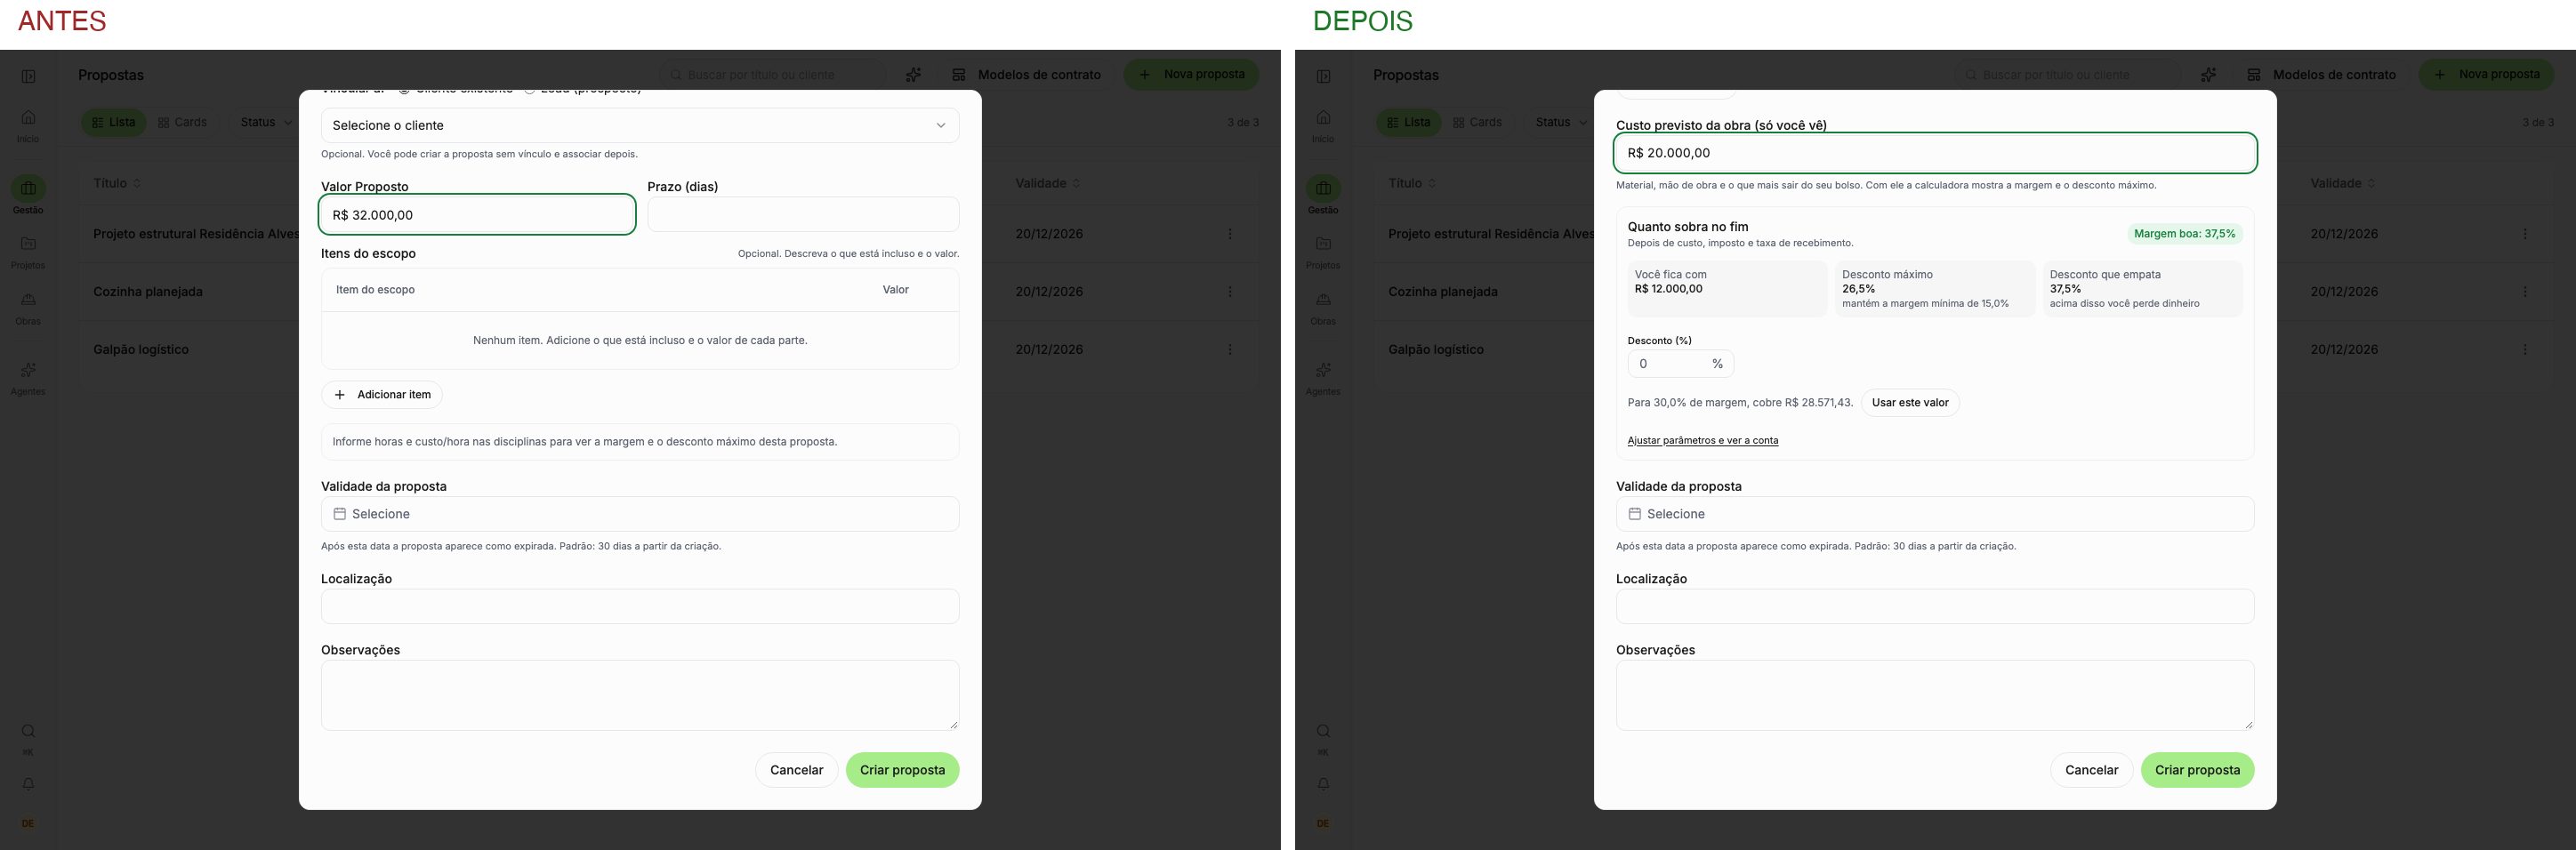 ANTES
Propostas
Buscar por título ou cliente
Modelos de contrato
Nova proposta
Início
Gestão
Projetos
Obras
Agentes
⌘K
DE
Lista
Cards
Status
3 de 3
Título
Validade
Projeto estrutural Residência Alves
20/12/2026
Cozinha planejada
20/12/2026
Galpão logístico
20/12/2026
Vincular a:
Cliente existente
Lead (prospecto)
Selecione o cliente
Opcional. Você pode criar a proposta sem vínculo e associar depois.
Valor Proposto
Prazo (dias)
R$ 32.000,00
Itens do escopo
Opcional. Descreva o que está incluso e o valor.
Item do escopo
Valor
Nenhum item. Adicione o que está incluso e o valor de cada parte.
Adicionar item
Informe horas e custo/hora nas disciplinas para ver a margem e o desconto máximo desta proposta.
Validade da proposta
Selecione
Após esta data a proposta aparece como expirada. Padrão: 30 dias a partir da criação.
Localização
Observações
Cancelar
Criar proposta
DEPOIS
Propostas
Buscar por título ou cliente
Modelos de contrato
Nova proposta
Início
Gestão
Projetos
Obras
Agentes
⌘K
DE
Lista
Cards
Status
3 de 3
Título
Validade
Projeto estrutural Residência Alves
20/12/2026
Cozinha planejada
20/12/2026
Galpão logístico
20/12/2026
Custo previsto da obra (só você vê)
R$ 20.000,00
Material, mão de obra e o que mais sair do seu bolso. Com ele a calculadora mostra a margem e o desconto máximo.
Quanto sobra no fim
Depois de custo, imposto e taxa de recebimento.
Margem boa: 37,5%
Você fica com
R$ 12.000,00
Desconto máximo
26,5%
mantém a margem mínima de 15,0%
Desconto que empata
37,5%
acima disso você perde dinheiro
Desconto (%)
0
%
Para 30,0% de margem, cobre R$ 28.571,43.
Usar este valor
Ajustar parâmetros e ver a conta
Validade da proposta
Selecione
Após esta data a proposta aparece como expirada. Padrão: 30 dias a partir da criação.
Localização
Observações
Cancelar
Criar proposta